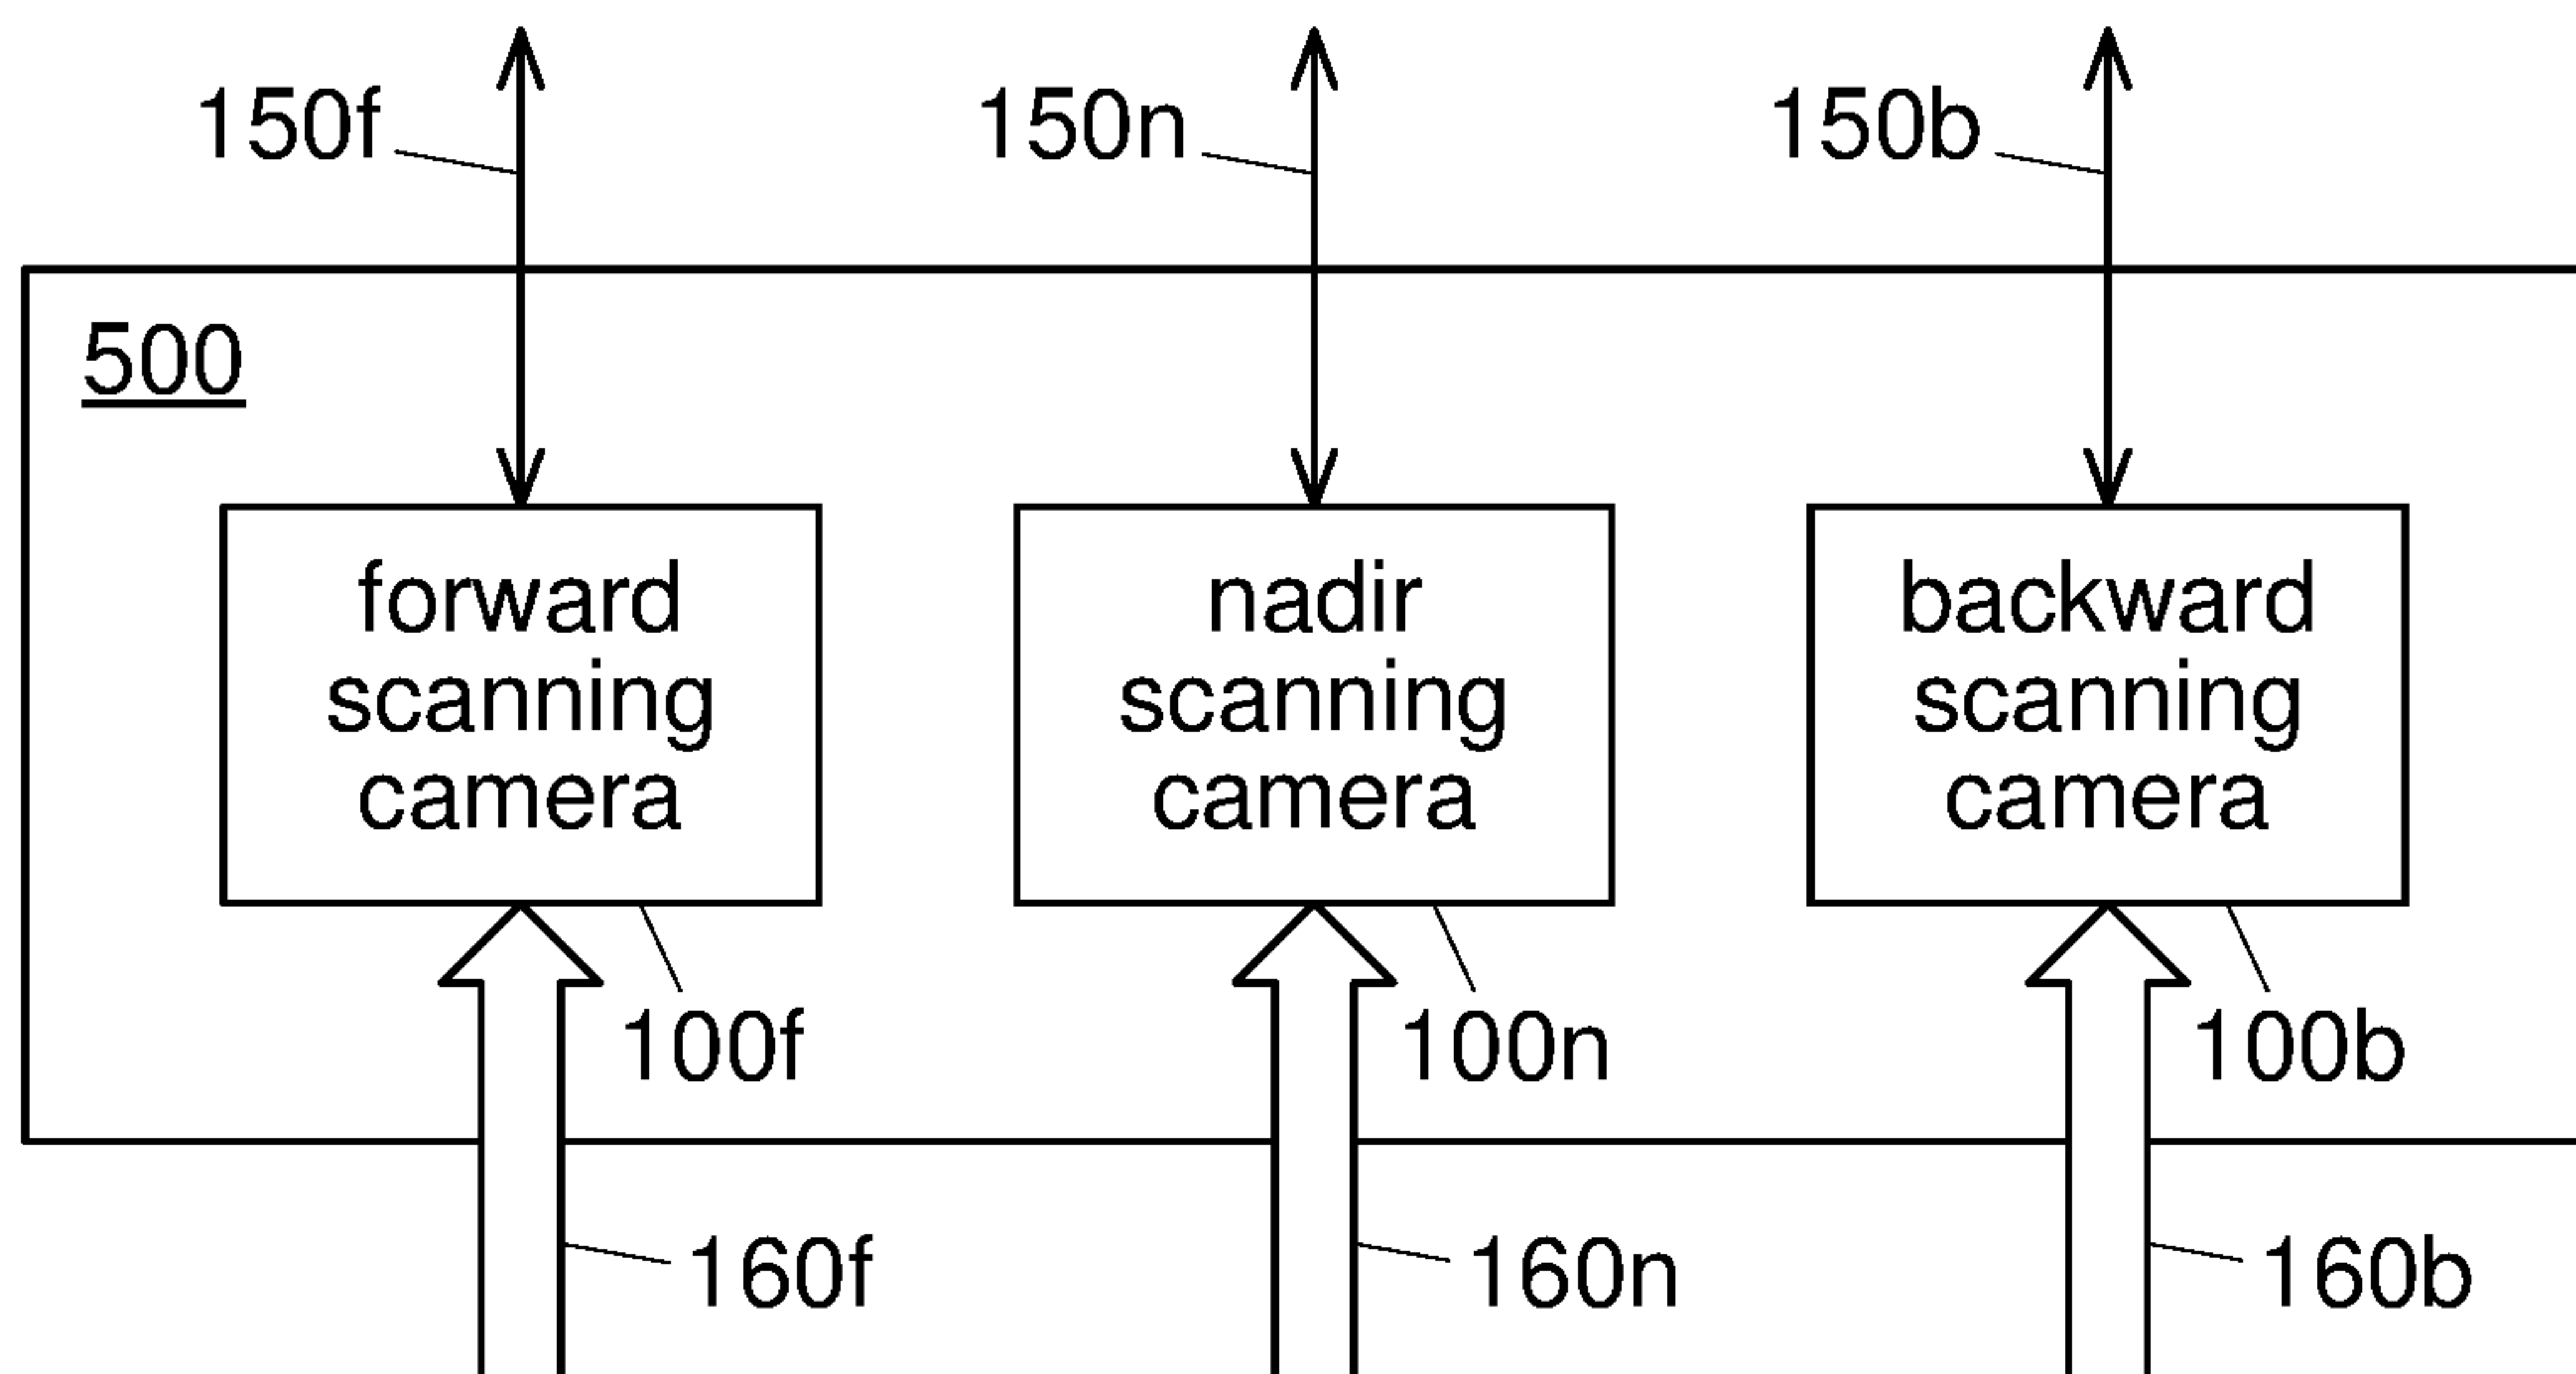 150f 150n 150b
500
forward nadir backward
scanning scanning scanning
camera camera camera
100f 100n 100b
160f 160n 160b